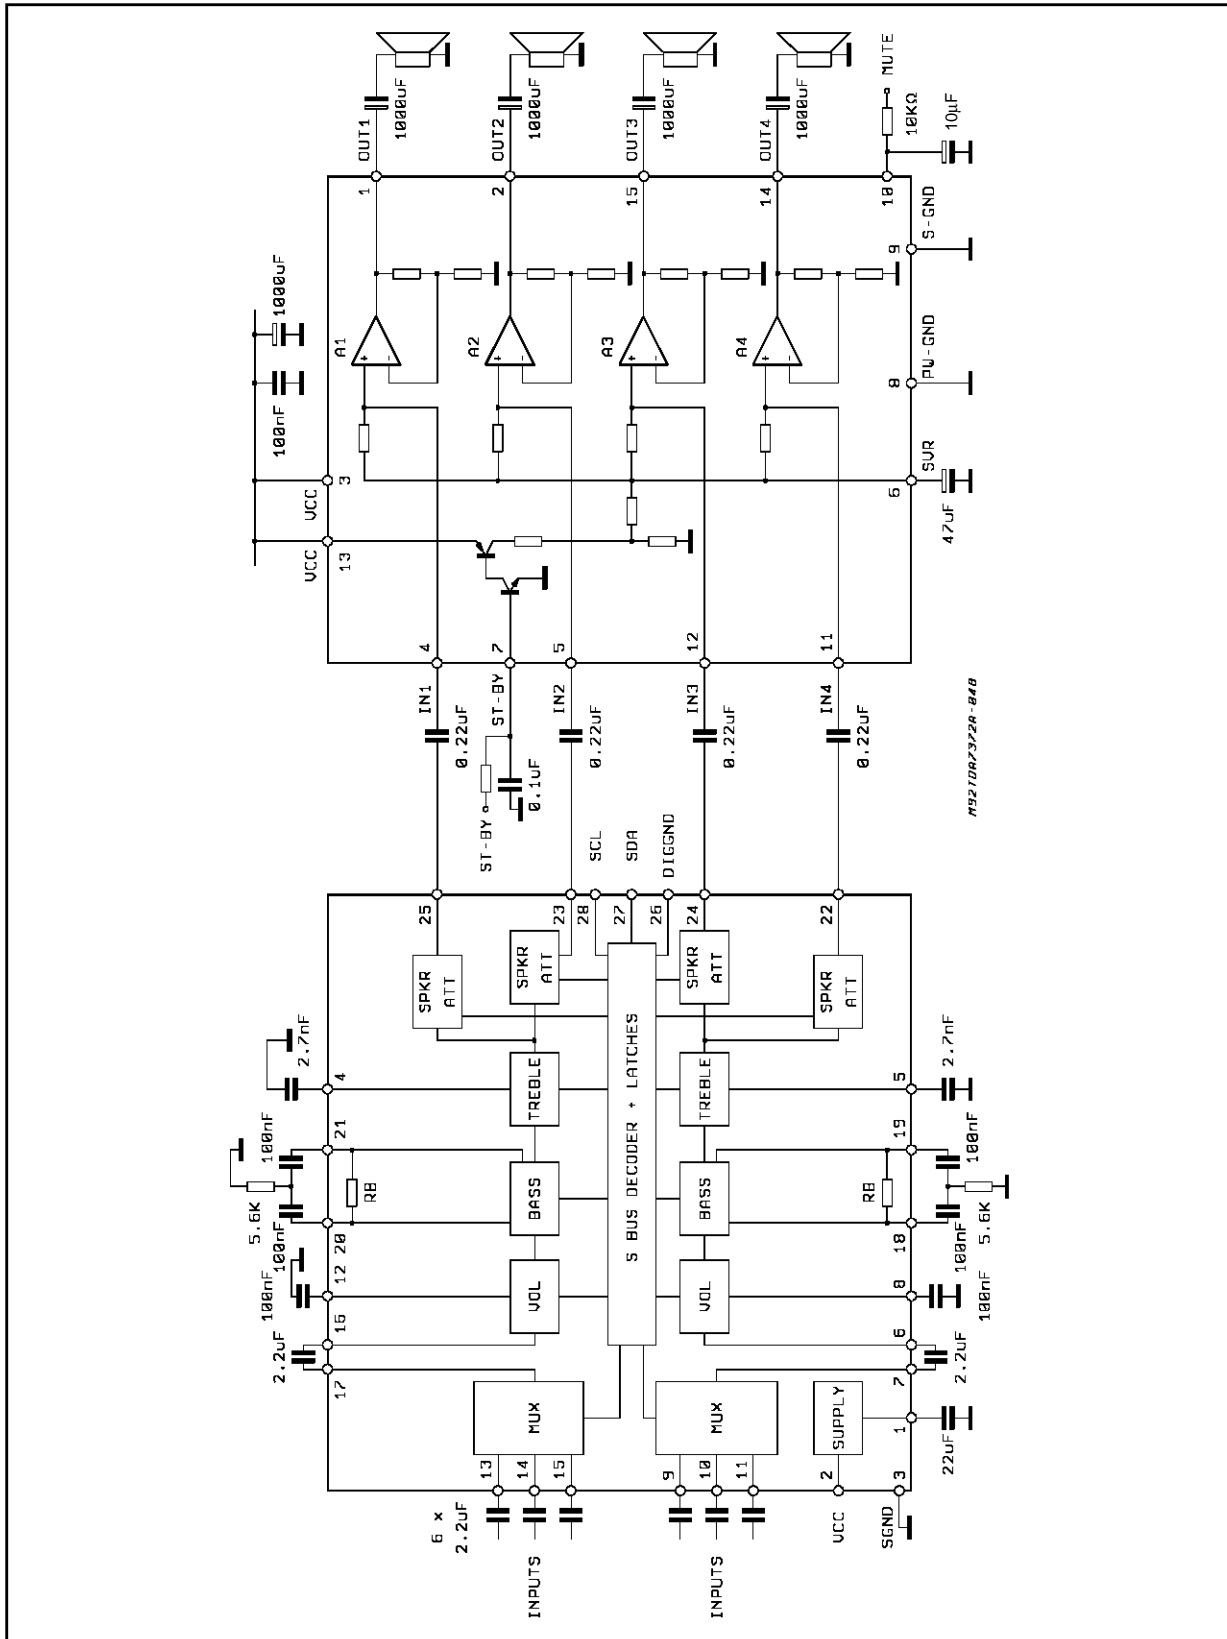 OUT1
1000uF
OUT2
1000uF
OUT3
1000uF
OUT4
1000uF
MUTE
10KΩ
10µF
1
2
15
14
10
1000uF
100nF
A1
A2
A3
A4
+
-
+
-
+
-
+
-
9
S-GND
8
PW-GND
6
SVR
47uF
VCC
3
VCC
13
4
7
5
12
11
IN1
0.22uF
ST-BY
ST-BY
0.1uF
IN2
0.22uF
IN3
0.22uF
IN4
0.22uF
SCL
SDA
DIGGND
M92TDA7372A-04B
25
23
28
27
26
24
22
SPKR
ATT
SPKR
ATT
SPKR
ATT
SPKR
ATT
S BUS DECODER + LATCHES
2.7nF
4
TREBLE
TREBLE
5
2.7nF
21
100nF
5.6K
100nF
20
RB
BASS
BASS
RB
19
100nF
5.6K
100nF
18
12
100nF
VOL
VOL
8
100nF
16
2.2uF
17
6
2.2uF
7
MUX
MUX
SUPPLY
1
22uF
13
14
15
9
10
11
2
3
6 x
2.2uF
INPUTS
INPUTS
VCC
SGND